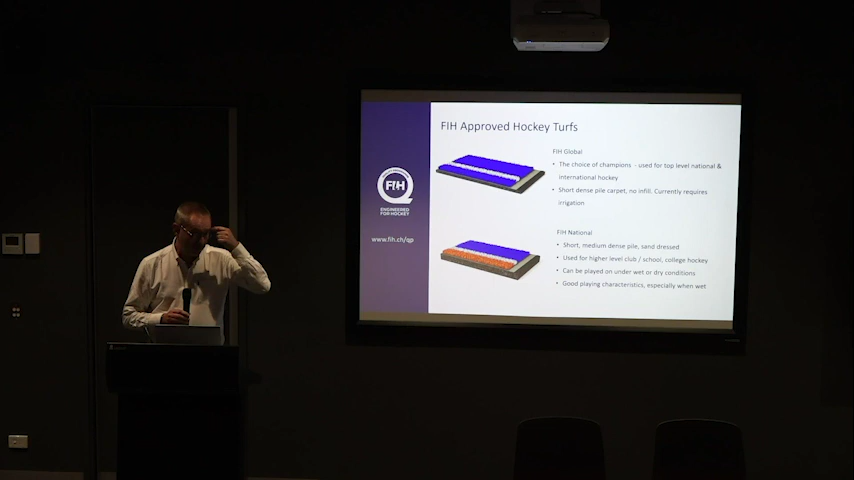 FIH Approved Hockey Turfs
FIH Global
• The choice of champions - used for top level national &
international hockey
• Short dense pile carpet, no infill. Currently requires
irrigation
FIH
ENGINEERED
FOR HOCKEY
www.fih.ch/qp
FIH National
• Short, medium dense pile, sand dressed
• Used for higher level club / school, college hockey
• Can be played on under wet or dry conditions
• Good playing characteristics, especially when wet